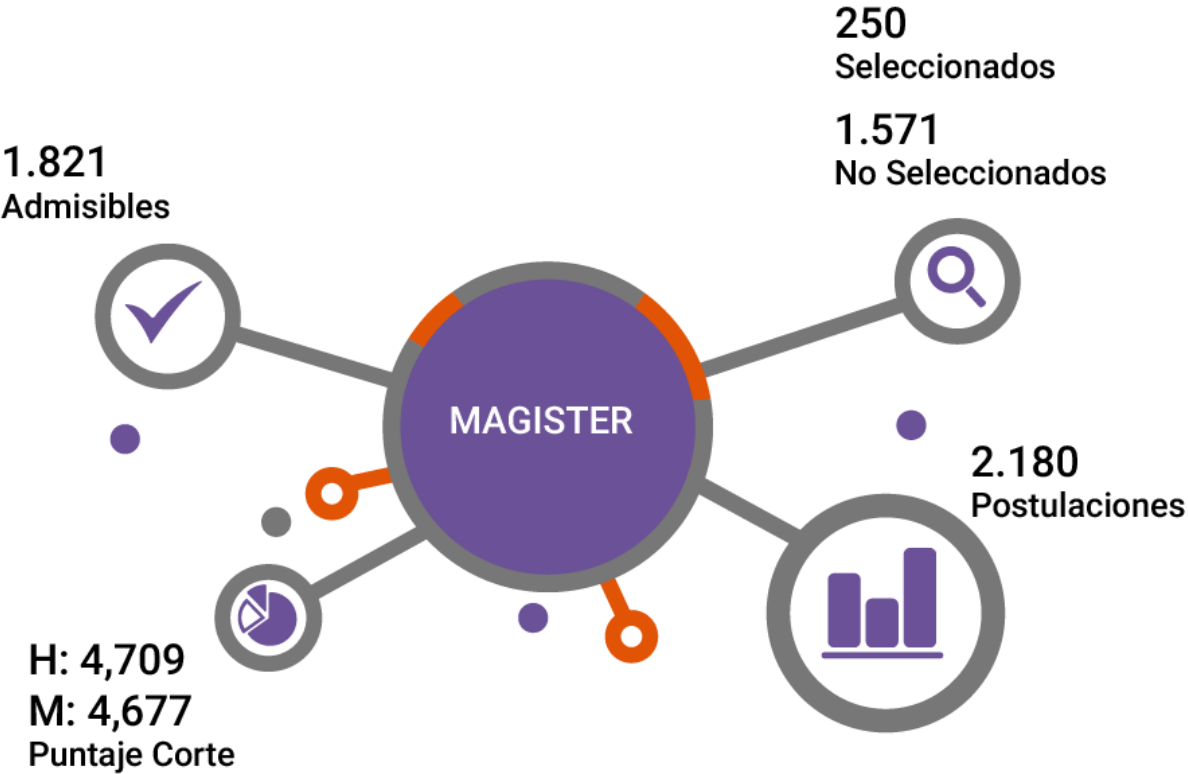 250
Seleccionados
1.571
No Seleccionados
1.821
Admisibles
MAGISTER
2.180
Postulaciones
H: 4,709
M: 4,677
Puntaje Corte